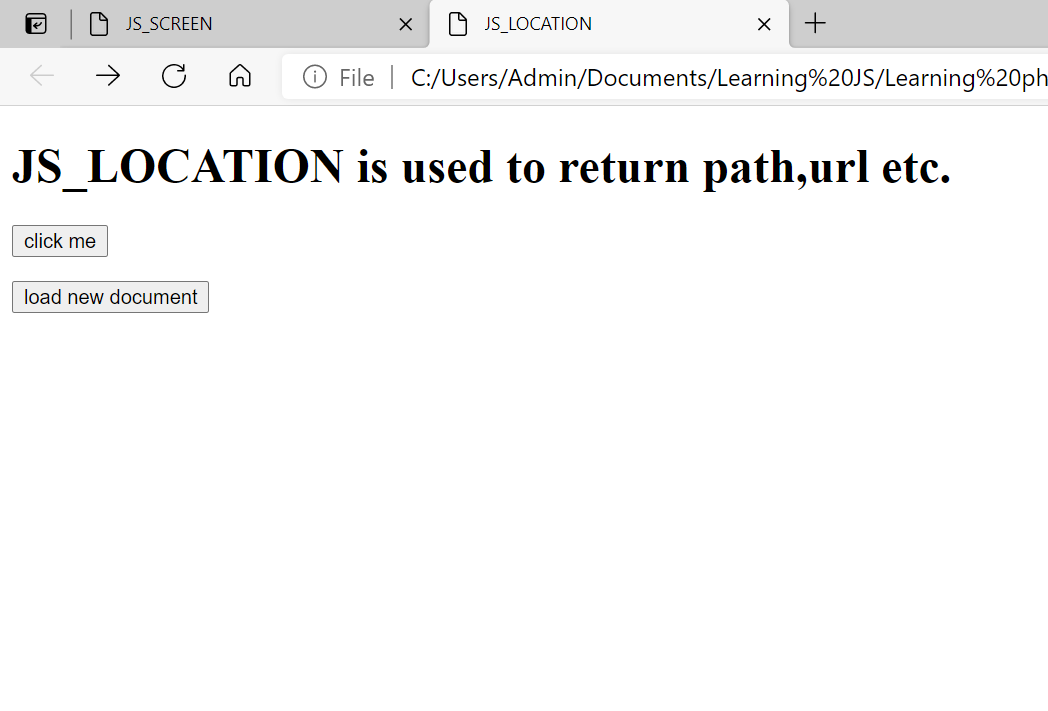 JS_SCREEN
JS_LOCATION
File
C:/Users/Admin/Documents/Learning%20JS/Learning%20ph
JS_LOCATION is used to return path,url etc.
click me
load new document